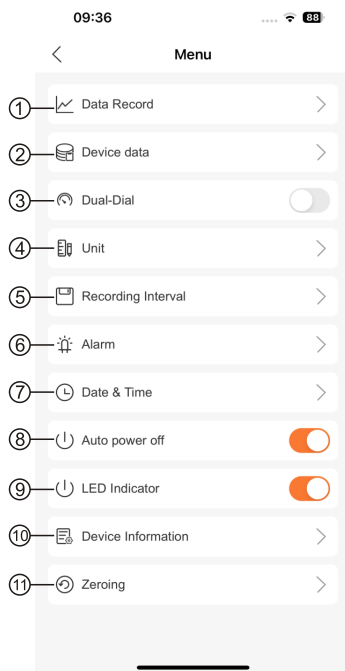 09:36
88
Menu
① Data Record
② Device data
③ Dual-Dial
④ Unit
⑤ Recording Interval
⑥ Alarm
⑦ Date & Time
⑧ Auto power off
⑨ LED Indicator
⑩ Device Information
⑪ Zeroing